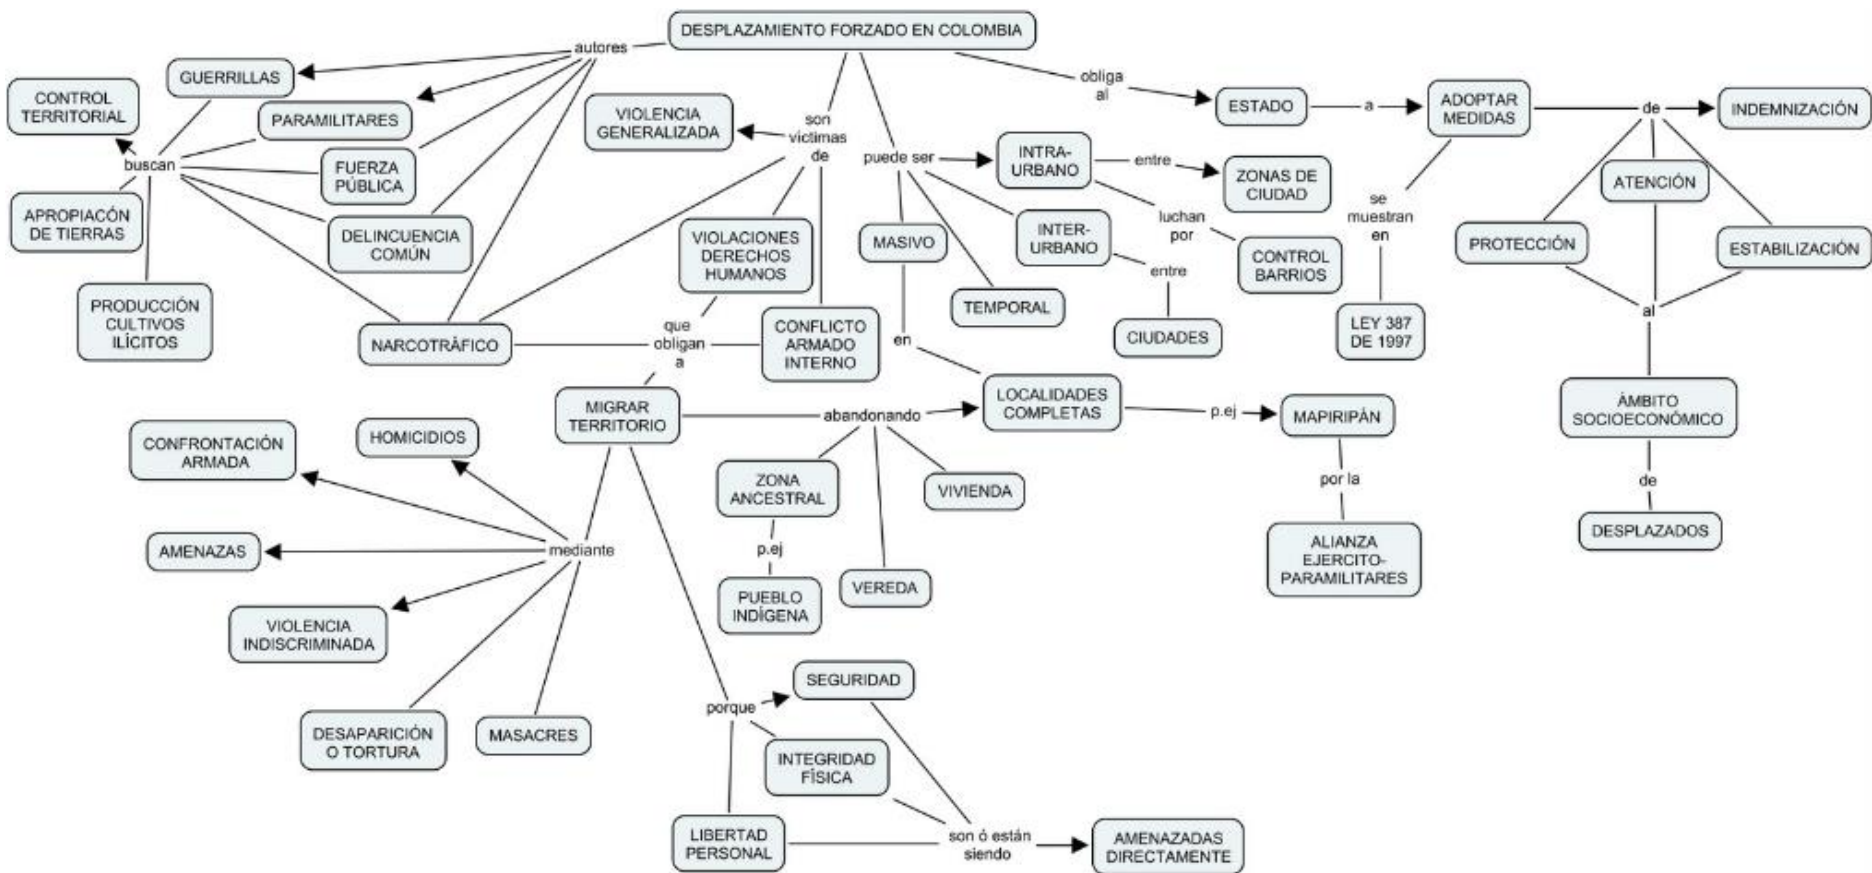 DESPLAZAMIENTO FORZADO EN COLOMBIA
autores
GUERRILLAS
CONTROL
TERRITORIAL
PARAMILITARES
buscan
FUERZA
PÚBLICA
APROPIACÓN
DE TIERRAS
DELINCUENCIA
COMÚN
PRODUCCIÓN
CULTIVOS
ILÍCITOS
NARCOTRÁFICO
VIOLENCIA
GENERALIZADA
son
víctimas
de
VIOLACIONES
DERECHOS
HUMANOS
que
obligan
a
CONFLICTO
ARMADO
INTERNO
puede ser
MASIVO
en
TEMPORAL
INTRA-
URBANO
entre
ZONAS DE
CIUDAD
luchan
por
CONTROL
BARRIOS
INTER-
URBANO
entre
CIUDADES
obliga
al
ESTADO
a
ADOPTAR
MEDIDAS
se
muestran
en
LEY 387
DE 1997
de
INDEMNIZACIÓN
ATENCIÓN
PROTECCIÓN
ESTABILIZACIÓN
al
ÁMBITO
SOCIOECONÓMICO
de
DESPLAZADOS
MIGRAR
TERRITORIO
abandonando
LOCALIDADES
COMPLETAS
p.ej
MAPIRIPÁN
por la
ALIANZA
EJERCITO-
PARAMILITARES
ZONA
ANCESTRAL
p.ej
PUEBLO
INDÍGENA
VEREDA
VIVIENDA
CONFRONTACIÓN
ARMADA
HOMICIDIOS
AMENAZAS
mediante
VIOLENCIA
INDISCRIMINADA
DESAPARICIÓN
O TORTURA
MASACRES
porque
SEGURIDAD
INTEGRIDAD
FÍSICA
LIBERTAD
PERSONAL
son ó están
siendo
AMENAZADAS
DIRECTAMENTE